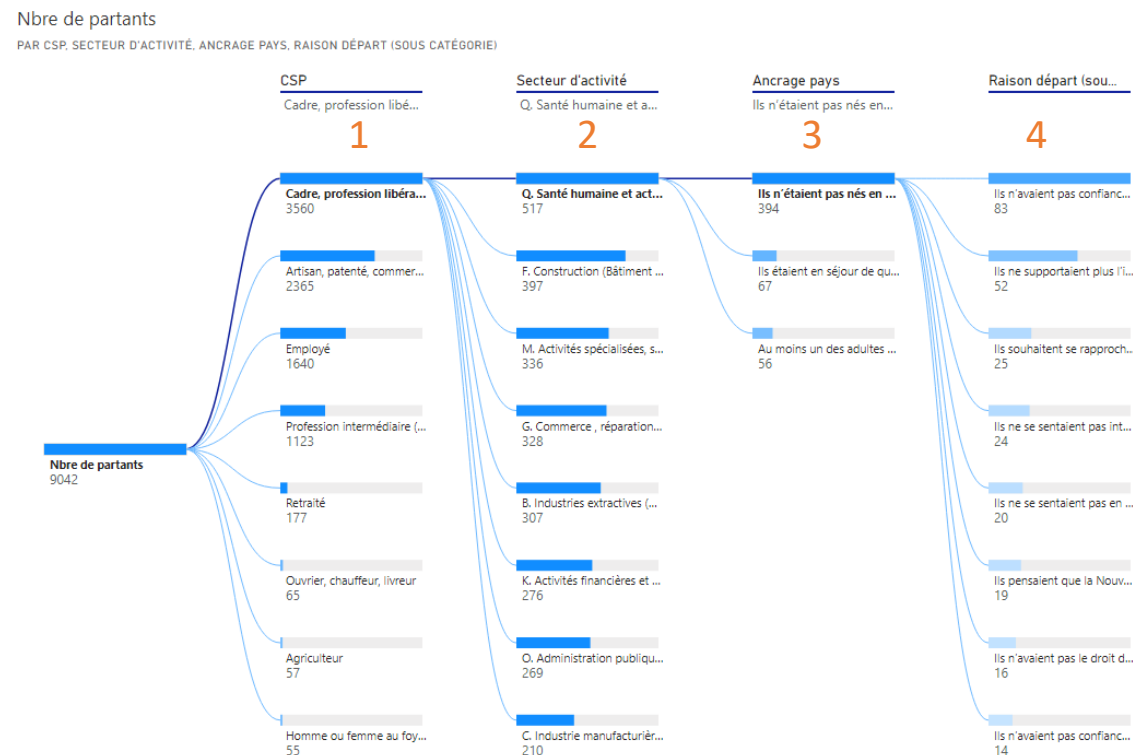 Nbre de partants
PAR CSP, SECTEUR D'ACTIVITÉ, ANCRAGE PAYS, RAISON DÉPART (SOUS CATÉGORIE)
CSP
Cadre, profession libé...
1
Secteur d'activité
Q. Santé humaine et a...
2
Ancrage pays
Ils n'étaient pas nés en...
3
Raison départ (sou...
4
Nbre de partants
9042
Cadre, profession libéra...
3560
Artisan, patenté, commer...
2365
Employé
1640
Profession intermédiaire (...
1123
Retraité
177
Ouvrier, chauffeur, livreur
65
Agriculteur
57
Homme ou femme au foy...
55
Q. Santé humaine et act...
517
F. Construction (Bâtiment ...
397
M. Activités spécialisées, s...
336
G. Commerce , réparation...
328
B. Industries extractives (...
307
K. Activités financières et ...
276
O. Administration publiqu...
269
C. Industrie manufacturièr...
210
Ils n'étaient pas nés en ...
394
Ils étaient en séjour de qu...
67
Au moins un des adultes ...
56
Ils n'avaient pas confianc...
83
Ils ne supportaient plus l'i...
52
Ils souhaitent se rapproch...
25
Ils ne se sentaient pas int...
24
Ils ne se sentaient pas en ...
20
Ils pensaient que la Nouv...
19
Ils n'avaient pas le droit d...
16
Ils n'avaient pas confianc...
14